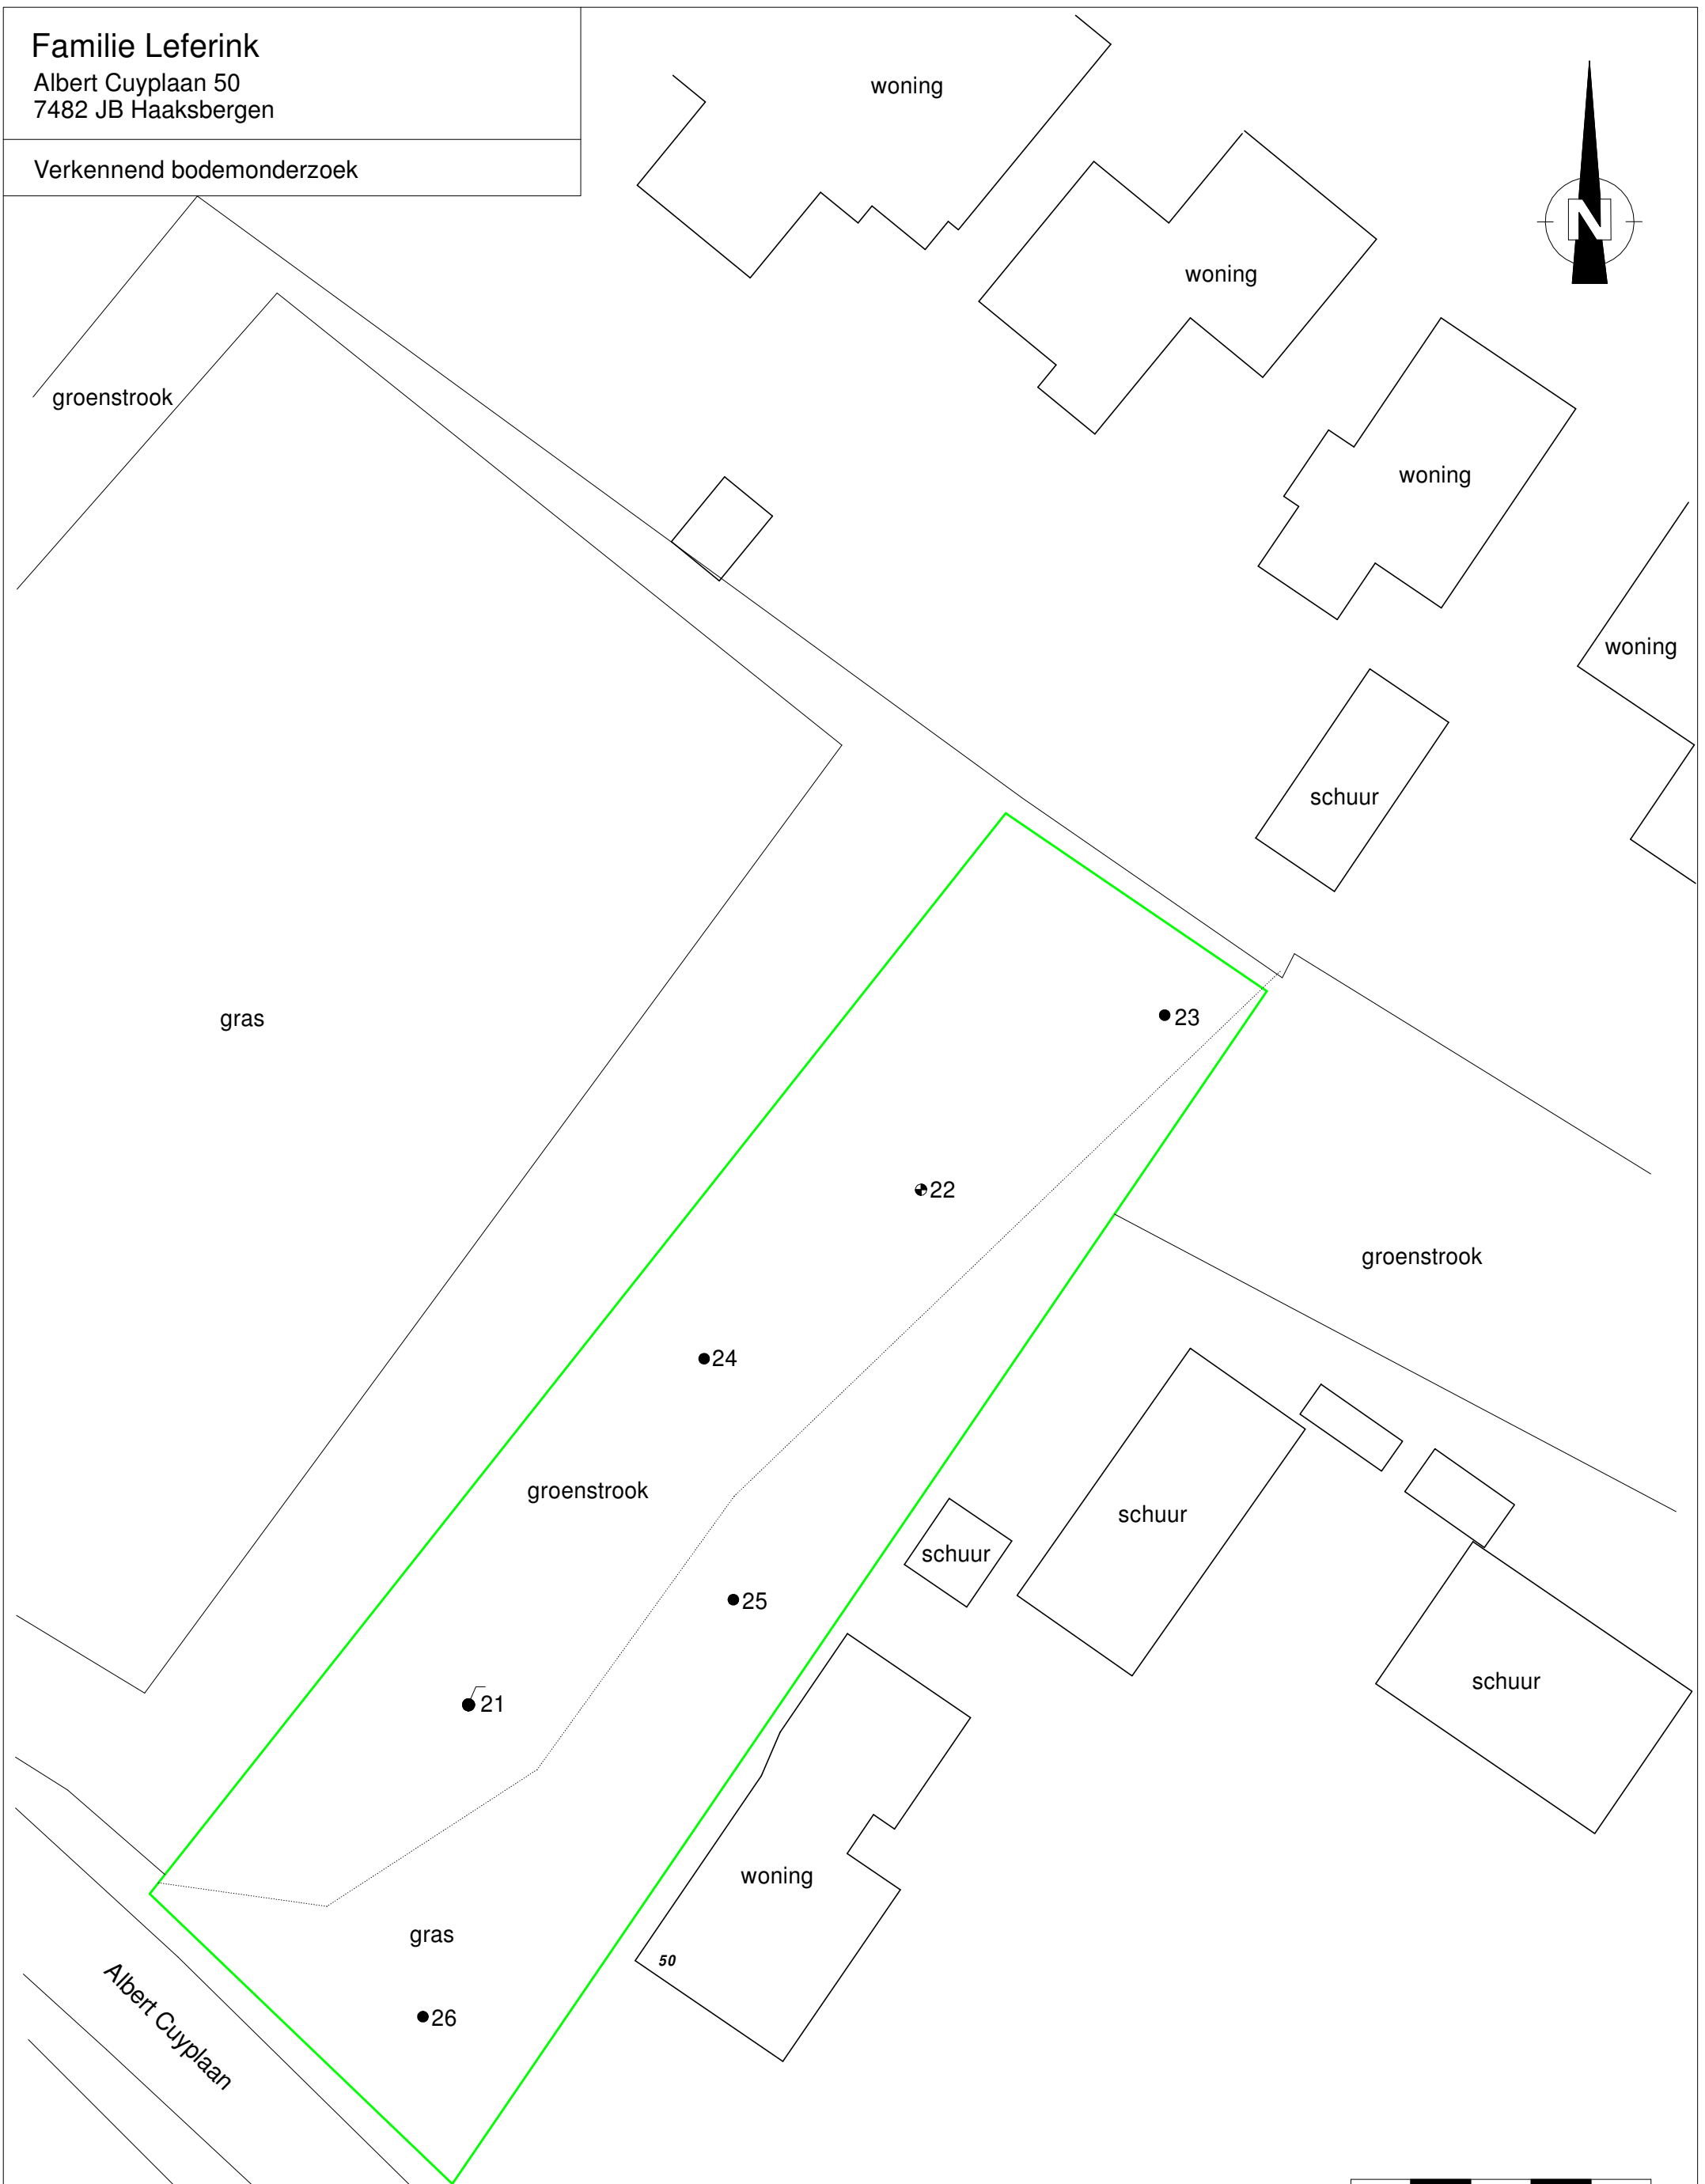 Familie Leferink
Albert Cuyplaan 50
7482 JB Haaksbergen
Verkennend bodemonderzoek
woning
N
woning
groenstrook
woning
woning
schuur
gras
23
22
groenstrook
24
groenstrook
schuur
schuur
25
schuur
21
woning
gras
50
26
Albert Cuyplaan